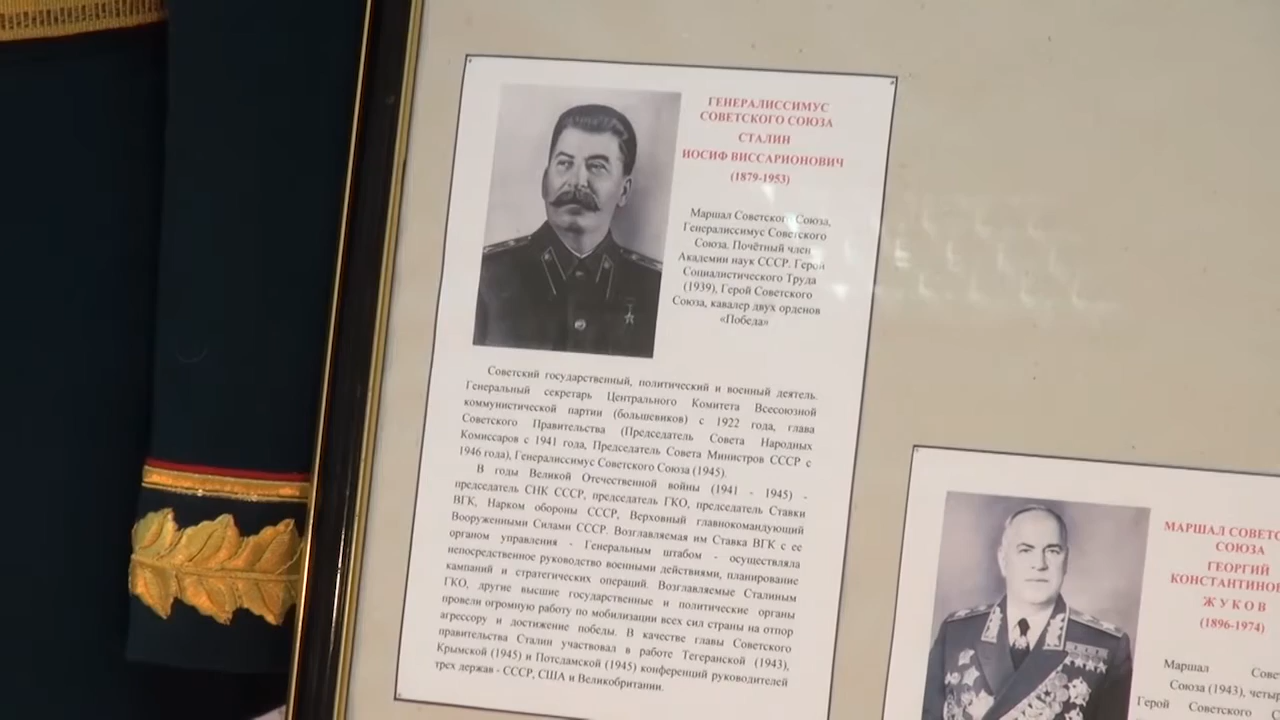 ГЕНЕРАЛИССИМУС
СОВЕТСКОГО СОЮЗА
СТАЛИН
ИОСИФ ВИССАРИОНОВИЧ
(1879-1953)
Маршал Советского Союза,
Генералиссимус Советского
Союза. Почётный член
Академии наук СССР. Герой
Социалистического Труда
(1939), Герой Советского
Союза, кавалер двух орденов
«Победа»
Советский государственный, политический и военный деятель.
Генеральный секретарь Центрального Комитета Всесоюзной
коммунистической партии (большевиков) с 1922 года, глава
Советского Правительства (Председатель Совета Народных
Комиссаров с 1941 года, Председатель Совета Министров СССР с
1946 года), Генералиссимус Советского Союза (1945).
В годы Великой Отечественной войны (1941 - 1945) -
председатель СНК СССР, председатель ГКО, председатель Ставки
ВГК, Нарком обороны СССР, Верховный главнокомандующий
Вооруженными Силами СССР. Возглавляемая им Ставка ВГК с ее
органом управления - Генеральным штабом - осуществляла
непосредственное руководство военными действиями, планирование
кампаний и стратегических операций. Возглавляемые Сталиным
ГКО, другие высшие государственные и политические органы
провели огромную работу по мобилизации всех сил страны на отпор
агрессору и достижение победы. В качестве главы Советского
правительства Сталин участвовал в работе Тегеранской (1943),
Крымской (1945) и Потсдамской (1945) конференций руководителей
трех держав - СССР, США и Великобритании.
МАРШАЛ СОВЕТС
СОЮЗА
ГЕОРГИЙ
КОНСТАНТИНОВ
ЖУКОВ
(1896-1974)
Маршал Сове
Союза (1943), четыр
Герой Советского С